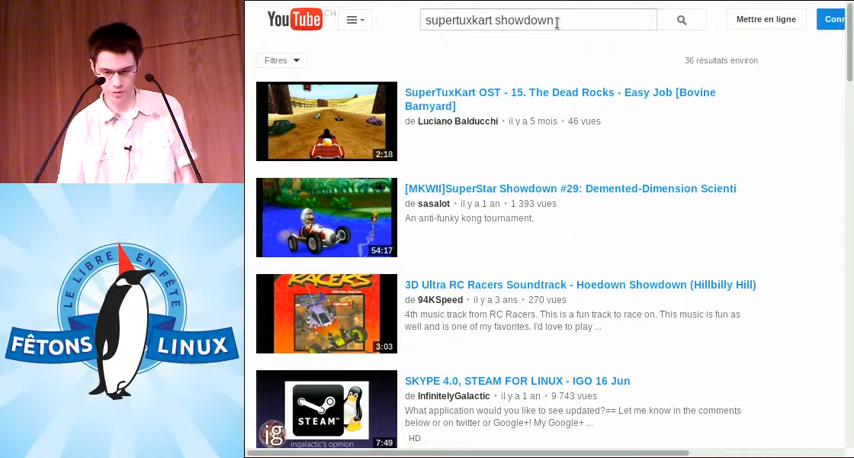 YouTube CH
supertuxkart showdown
Mettre en ligne
Conn
Filtres
36 résultats environ
SuperTuxKart OST - 15. The Dead Rocks - Easy Job [Bovine
Barnyard]
de Luciano Balducchi • il y a 5 mois • 46 vues
2:18
[MKWII]SuperStar Showdown #29: Demented-Dimension Scienti
de sasalot • il y a 1 an • 1 393 vues
An anti-funky kong tournament.
54:17
3D Ultra RC Racers Soundtrack - Hoedown Showdown (Hillbilly Hill)
de 94KSpeed • il y a 3 ans • 270 vues
4th music track from RC Racers. This is a fun track to race on. This music is as
well and is one of my favorites. I'd love to play ...
RACERS
3:03
SKYPE 4.0, STEAM FOR LINUX - IGO 16 Jun
de InfinitelyGalactic • il y a 1 an • 9 743 vues
What application would you like to see updated?== Let me know in the comments
below or on twitter or Google+! My Google+ ...
HD
STEAM™
ig
ingalactic's opinion
7:49
LE LIBRE EN FÊTE
FÊTONS LINUX